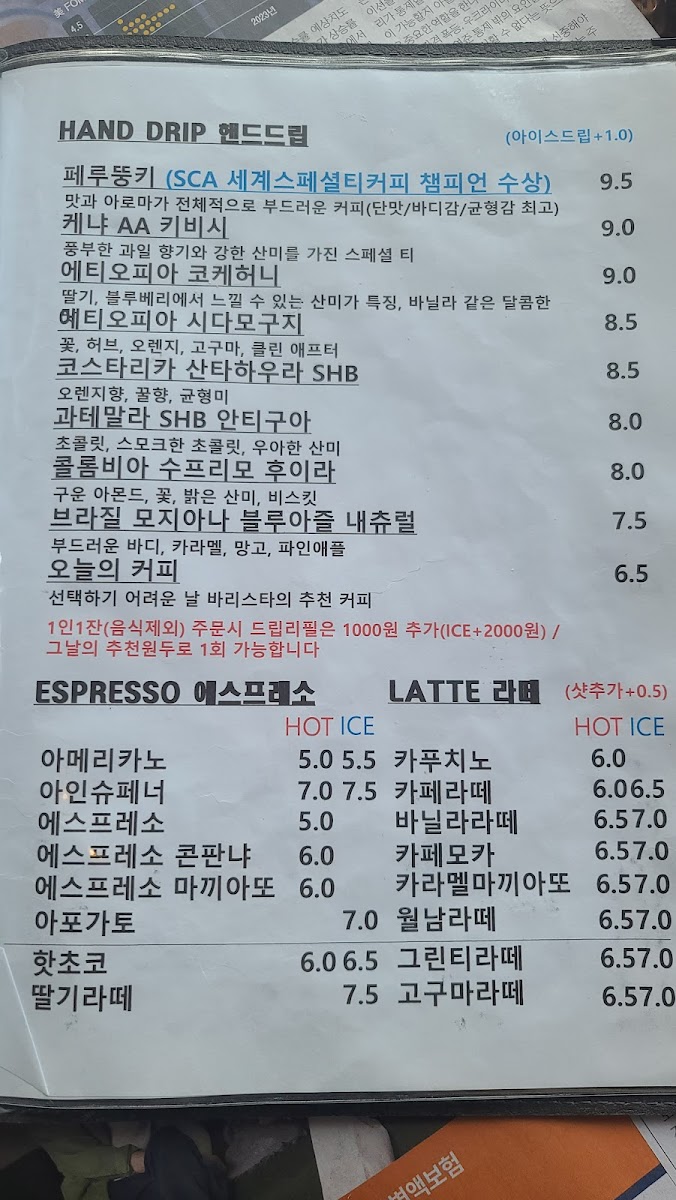 美 FOM
4.5
2023년
HAND DRIP 핸드드립
(아이스드립+1.0)
페루뚱키 (SCA 세계스페셜티커피 챔피언 수상) 9.5
맛과 아로마가 전체적으로 부드러운 커피(단맛/바디감/균형감 최고)
케냐 AA 키비시 9.0
풍부한 과일 향기와 강한 산미를 가진 스페셜 티
에티오피아 코케허니 9.0
딸기, 블루베리에서 느낄 수 있는 산미가 특징, 바닐라 같은 달콤한
에티오피아 시다모구지 8.5
꽃, 허브, 오렌지, 고구마, 클린 애프터
코스타리카 산타하우라 SHB 8.5
오렌지향, 꿀향, 균형미
과테말라 SHB 안티구아 8.0
초콜릿, 스모크한 초콜릿, 우아한 산미
콜롬비아 수프리모 후이라 8.0
구운 아몬드, 꽃, 밝은 산미, 비스킷
브라질 모지아나 블루아즐 내츄럴 7.5
부드러운 바디, 카라멜, 망고, 파인애플
오늘의 커피 6.5
선택하기 어려운 날 바리스타의 추천 커피
1인1잔(음식제외) 주문시 드립리필은 1000원 추가(ICE+2000원) /
그날의 추천원두로 1회 가능합니다
ESPRESSO 에스프레소
HOT ICE
아메리카노 5.0 5.5
아인슈페너 7.0 7.5
에스프레소 5.0
에스프레소 콘판냐 6.0
에스프레소 마끼아또 6.0
아포가토 7.0
핫초코 6.0 6.5
딸기라떼 7.5
LATTE 라떼 (샷추가+0.5)
HOT ICE
카푸치노 6.0
카페라떼 6.0 6.5
바닐라라떼 6.5 7.0
카페모카 6.5 7.0
카라멜마끼아또 6.5 7.0
월남라떼 6.5 7.0
그린티라떼 6.5 7.0
고구마라떼 6.5 7.0
변액보험